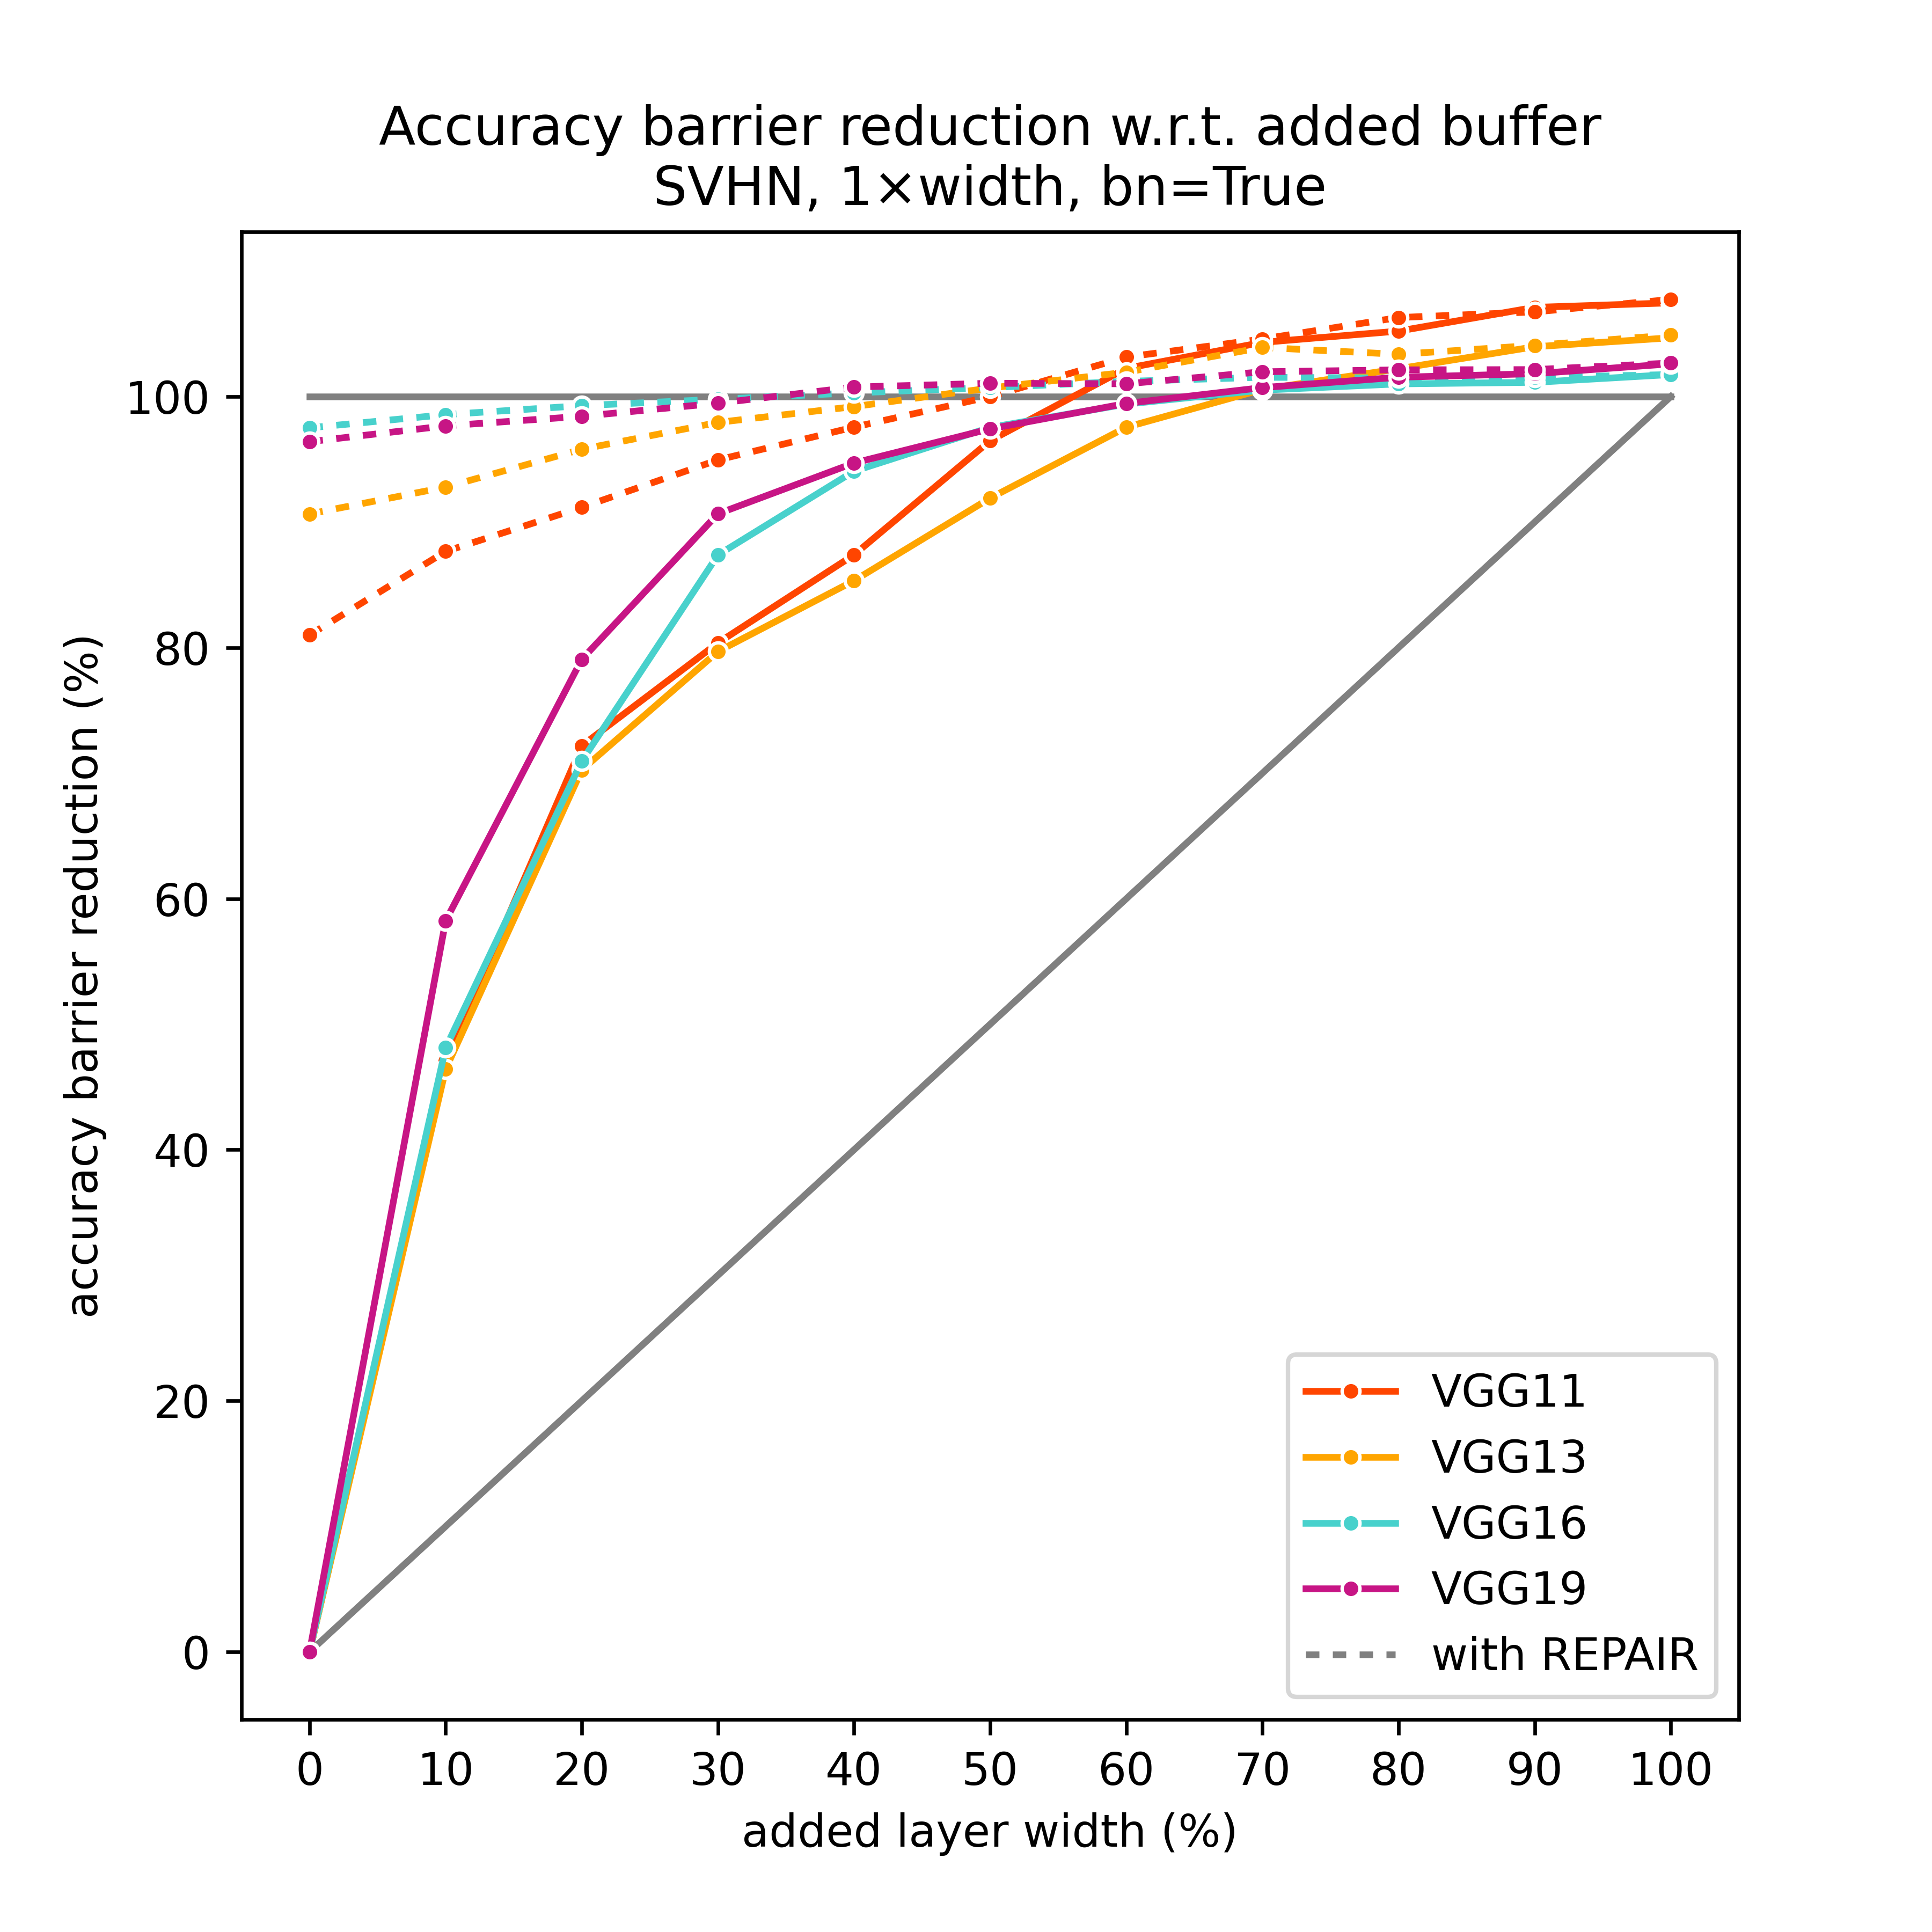 Accuracy barrier reduction w.r.t. added buffer
SVHN, 1×width, bn=True
accuracy barrier reduction (%)
100
80
60
40
20
0
VGG11
VGG13
VGG16
VGG19
with REPAIR
0 10 20 30 40 50 60 70 80 90 100
added layer width (%)